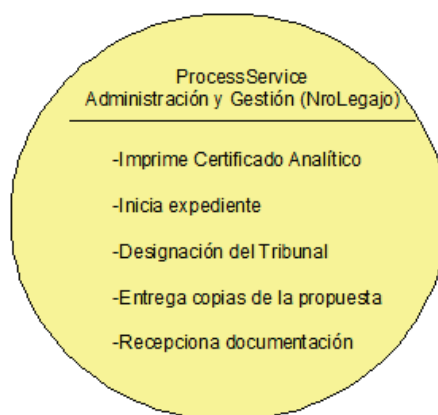 ProcessService
Administración y Gestión (NroLegajo)
-Imprime Certificado Analítico
-Inicia expediente
-Designación del Tribunal
-Entrega copias de la propuesta
-Recepciona documentación